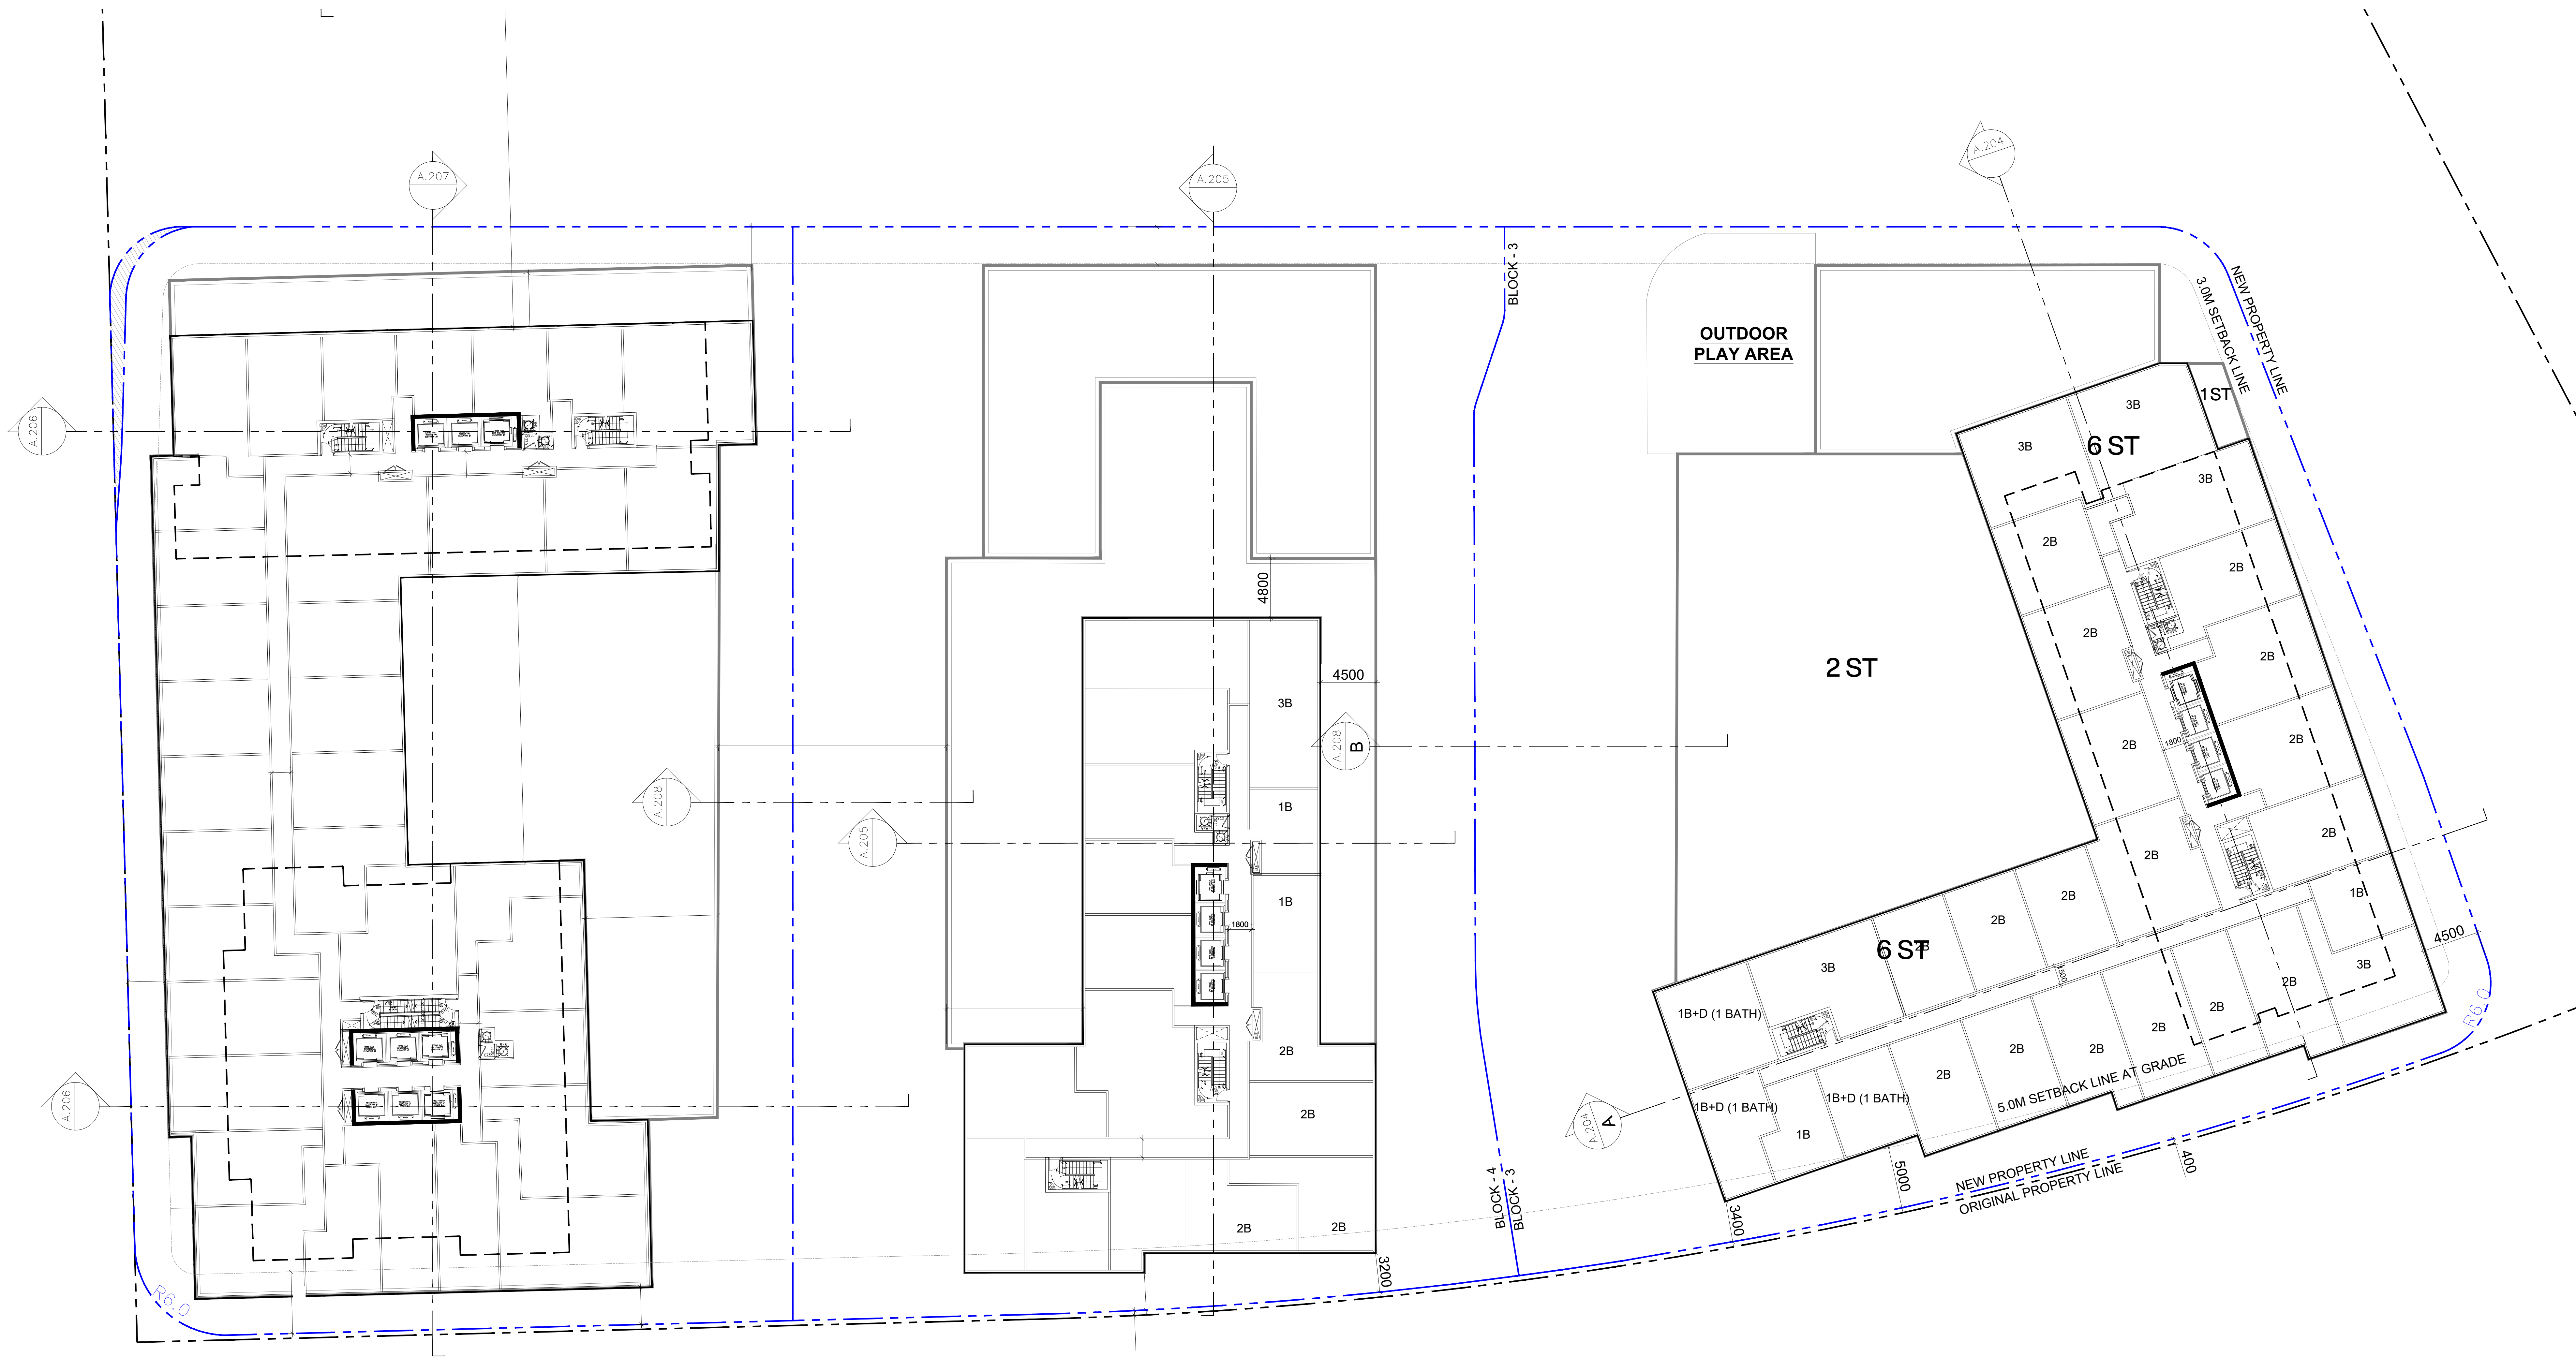 A.207
A.205
A.204
BLOCK - 3
NEW PROPERTY LINE
3.0M SETBACK LINE
OUTDOOR
PLAY AREA
1ST
3B
6 ST
3B
3B
A.206
2B
2B
4800
2B
2B
2 ST
4500
3B
A.208
B
2B
2B
1800
A.208
1B
A.205
2B
2B
1B
1B
2B
2B
2B
1800
4500
6 ST
2B
3B
3B
2B
1500
2B
R6.0
1B+D (1 BATH)
2B
2B
2B
2B
2B
5.0M SETBACK LINE AT GRADE
A.206
1B+D (1 BATH)
1B+D (1 BATH)
2B
A.204
A
1B
BLOCK - 4
BLOCK - 3
NEW PROPERTY LINE
ORIGINAL PROPERTY LINE
400
5000
3400
2B
2B
3200
R6.0